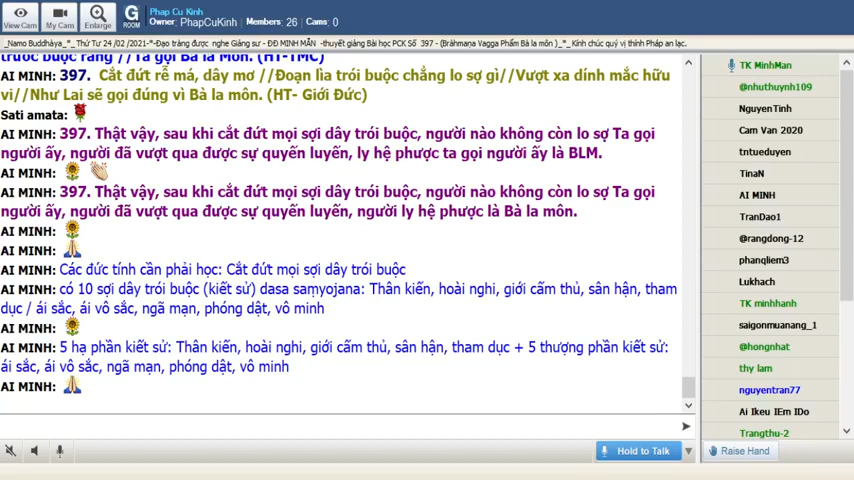 Phap Cu Kinh
Owner: PhapCuKinh | Members: 26 | Cams: 0
View Cam
My Cam
Enlarge
G
ROOM
_Namo Buddhàya_*_ Thứ Tư 24 /02 /2021-*-Đạo tràng được nghe Giảng sư - ĐĐ MINH MẪN -thuyết giảng Bài học PCK Số 397 - (Brāhmaṇa Vagga Phẩm Bà la môn )_*_ Kính chúc quý vị thính Pháp an lạc.
trước buộc ràng //Ta gọi Bà la Môn. (HT-TMC)
AI MINH: 397. Cắt đứt rễ má, dây mơ //Đoạn lìa trói buộc chẳng lo sợ gì//Vượt xa dính mắc hữu
vi//Như Lai sẽ gọi đúng vì Bà la môn. (HT- Giới Đức)
Sati amata:
AI MINH: 397. Thật vậy, sau khi cắt đứt mọi sợi dây trói buộc, người nào không còn lo sợ Ta gọi
người ấy, người đã vượt qua được sự quyến luyến, ly hệ phược ta gọi người ấy là BLM.
AI MINH:
AI MINH: 397. Thật vậy, sau khi cắt đứt mọi sợi dây trói buộc, người nào không còn lo sợ Ta gọi
người ấy, người đã vượt qua được sự quyến luyến, người ly hệ phược là Bà la môn.
AI MINH:
AI MINH:
AI MINH: Các đức tính cần phải học: Cắt đứt mọi sợi dây trói buộc
AI MINH: có 10 sợi dây trói buộc (kiết sử) dasa saṃyojana: Thân kiến, hoài nghi, giới cấm thủ, sân hận, tham
dục / ái sắc, ái vô sắc, ngã mạn, phóng dật, vô minh
AI MINH:
AI MINH: 5 hạ phần kiết sử: Thân kiến, hoài nghi, giới cấm thủ, sân hận, tham dục + 5 thượng phần kiết sử:
ái sắc, ái vô sắc, ngã mạn, phóng dật, vô minh
AI MINH:
Hold to Talk
TK MinhMan
@nhuthuynh109
NguyenTinh
Cam Van 2020
tntueduyen
TinaN
AI MINH
TranDao1
@rangdong-12
phanqliem3
Lukhach
TK minhhanh
saigonmuanang_1
@hongnhat
thy lam
nguyentran77
Ai Ikeu IEm IDo
Trangthu-2
Raise Hand